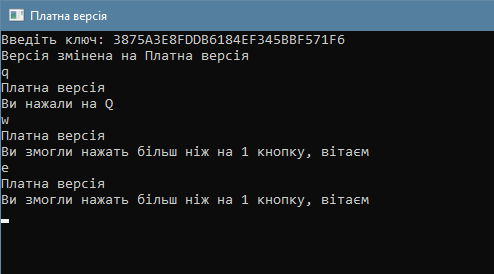 Платна версія
Введіть ключ: 3875A3E8FDDB6184EF345BBF571F6
Версія змінена на Платна версія
q
Платна версія
Ви нажали на Q
w
Платна версія
Ви змогли нажать більш ніж на 1 кнопку, вітаєм
e
Платна версія
Ви змогли нажать більш ніж на 1 кнопку, вітаєм